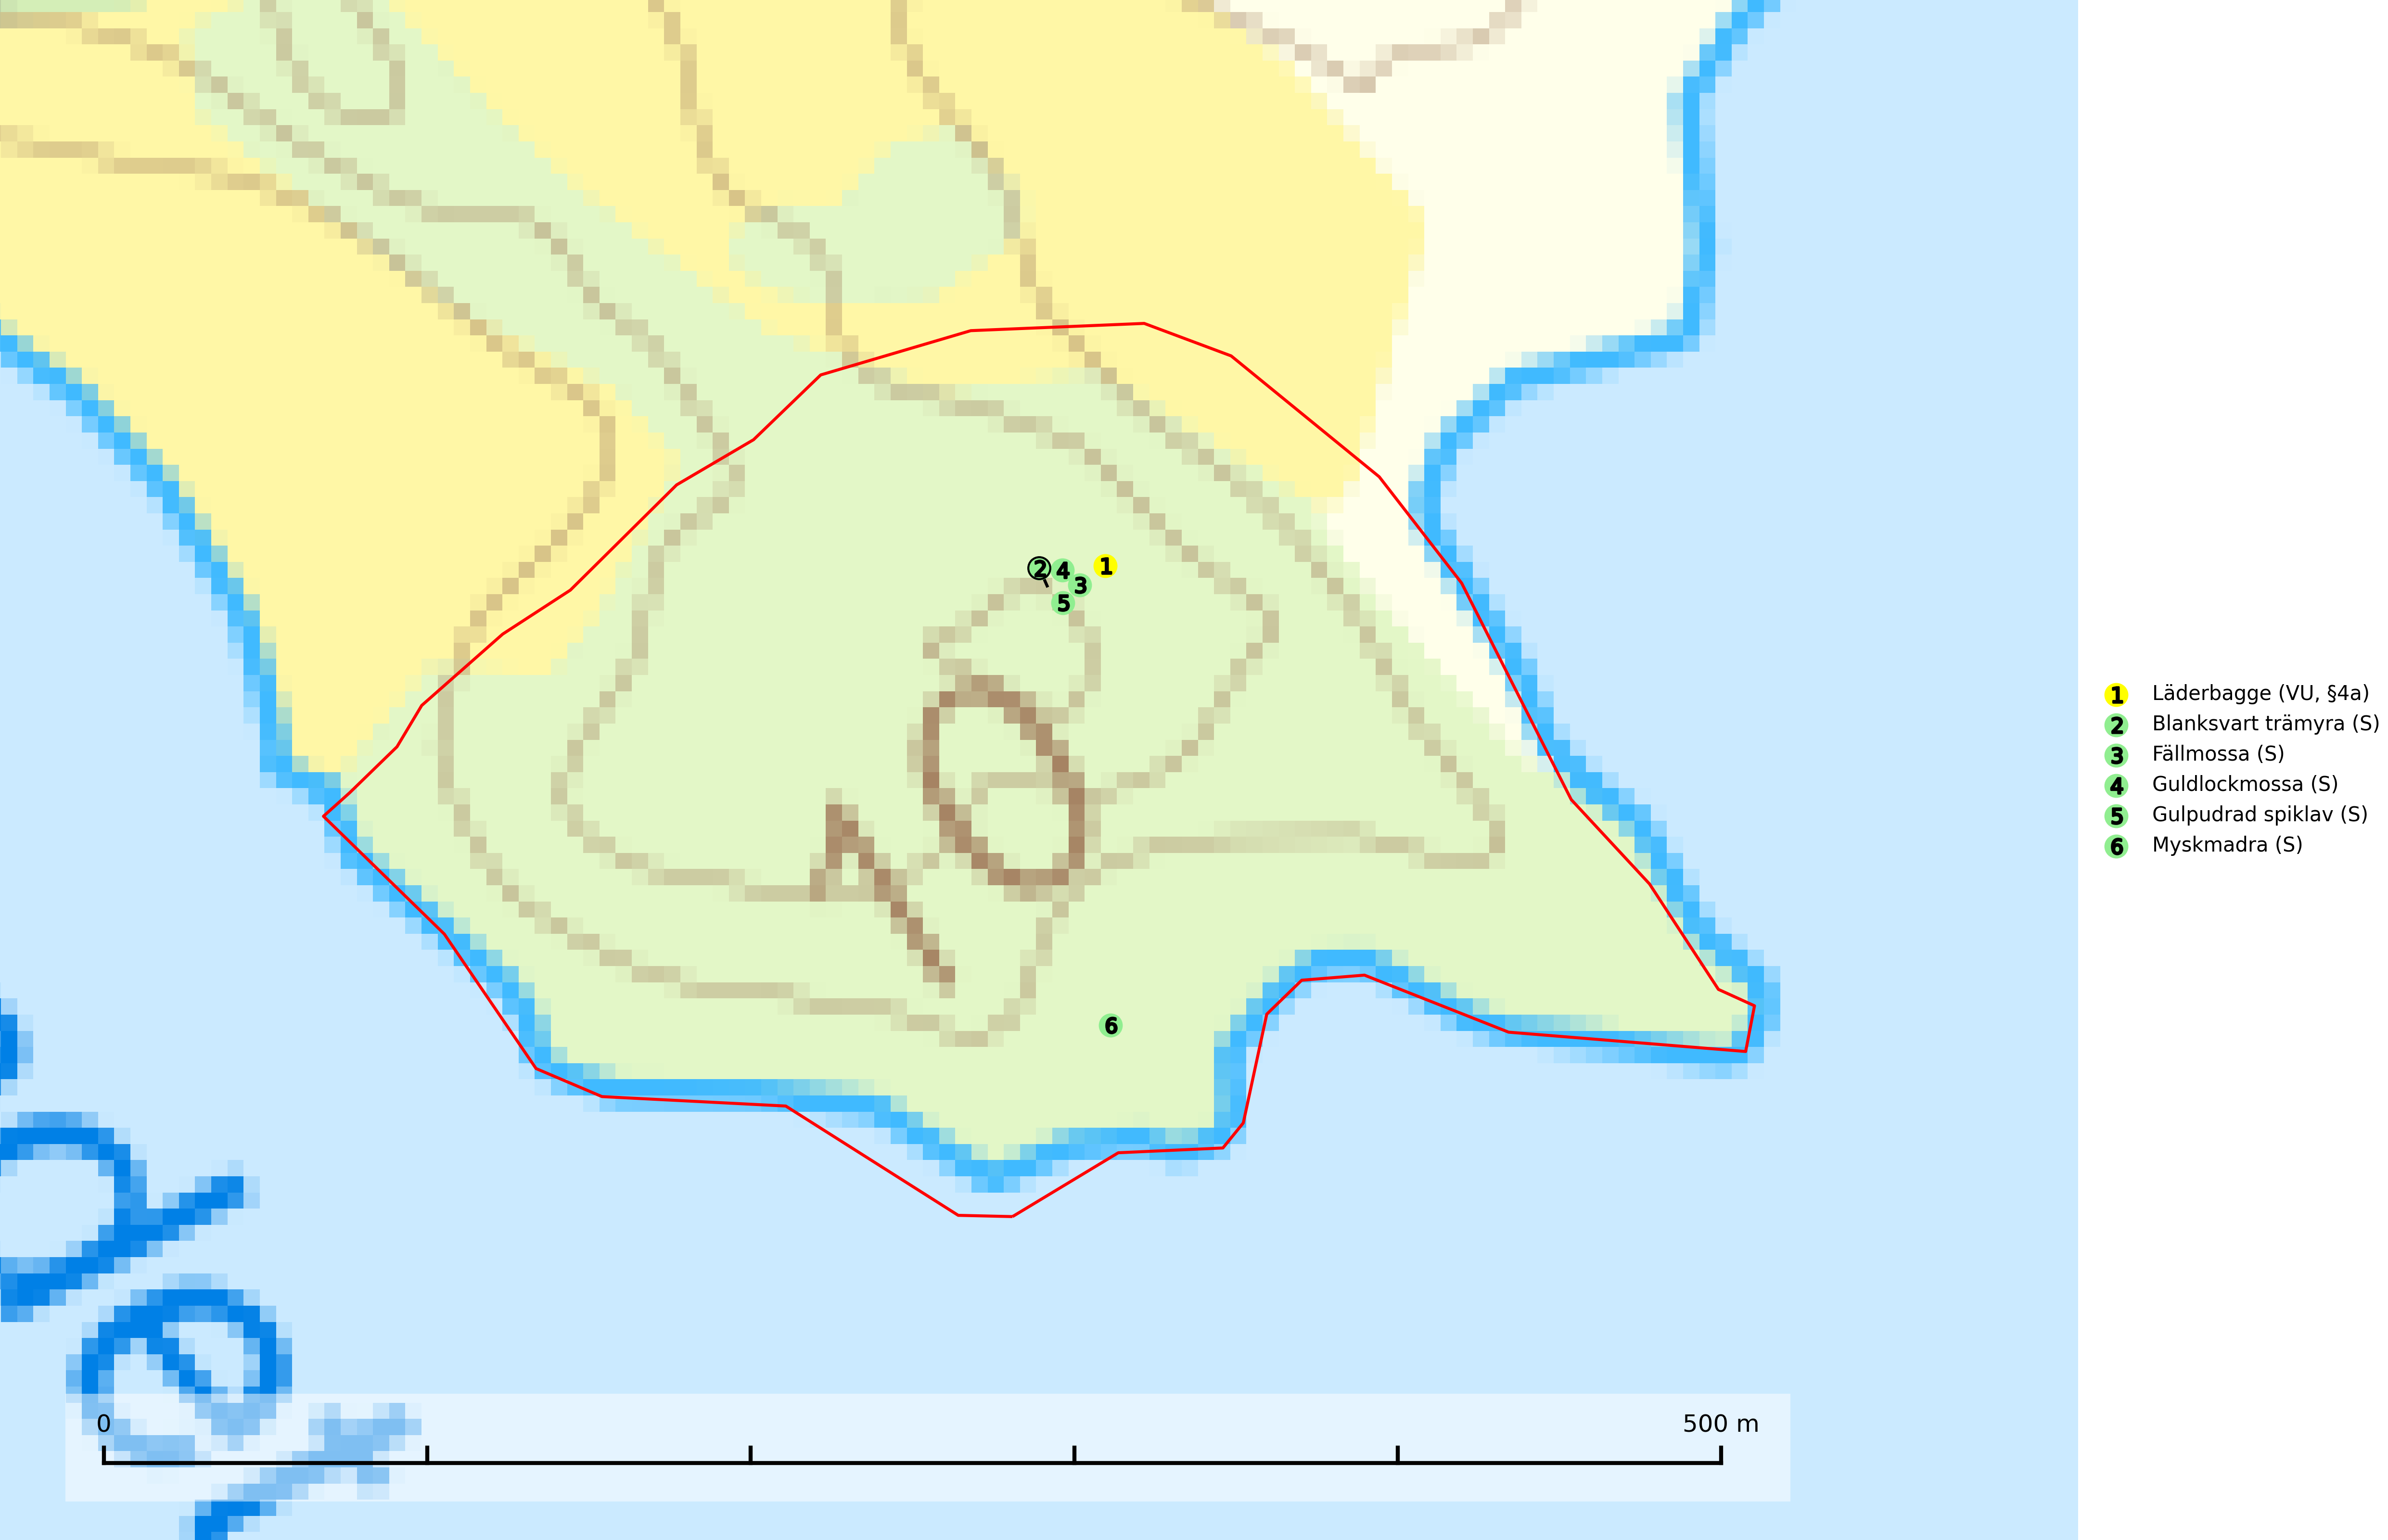 2
4
1
3
5
6
1 Läderbagge (VU, §4a)
2 Blanksvart trämyra (S)
3 Fällmossa (S)
4 Guldlockmossa (S)
5 Gulpudrad spiklav (S)
6 Myskmadra (S)
0 500 m